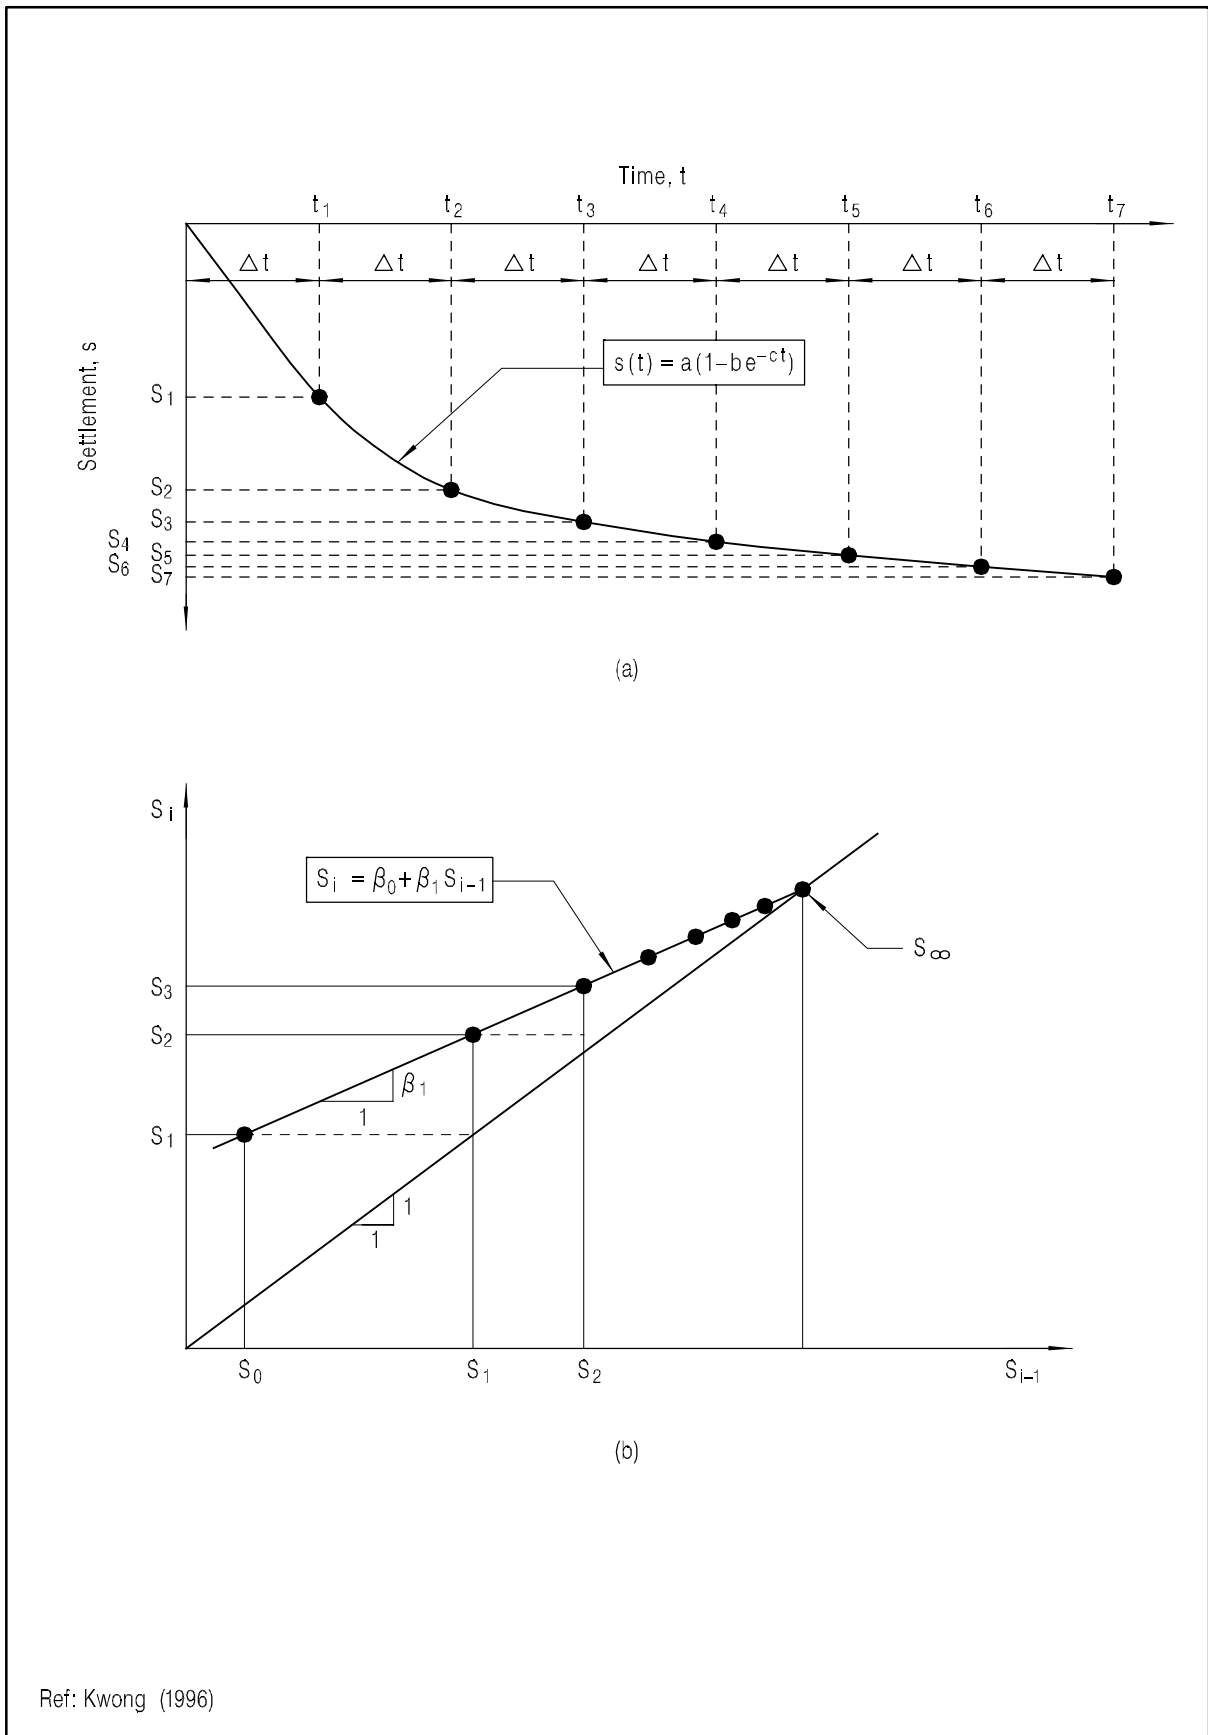 Time, t
t1 t2 t3 t4 t5 t6 t7
△t △t △t △t △t △t △t
s(t) = a(1−be^−ct)
Settlement, s
S1
S2
S3
S4
S5
S6
S7
(a)
Si
Si = β0+β1Si−1
S∞
S3
S2
β1
1
S1
1
1
S0 S1 S2 Si−1
(b)
Ref: Kwong (1996)